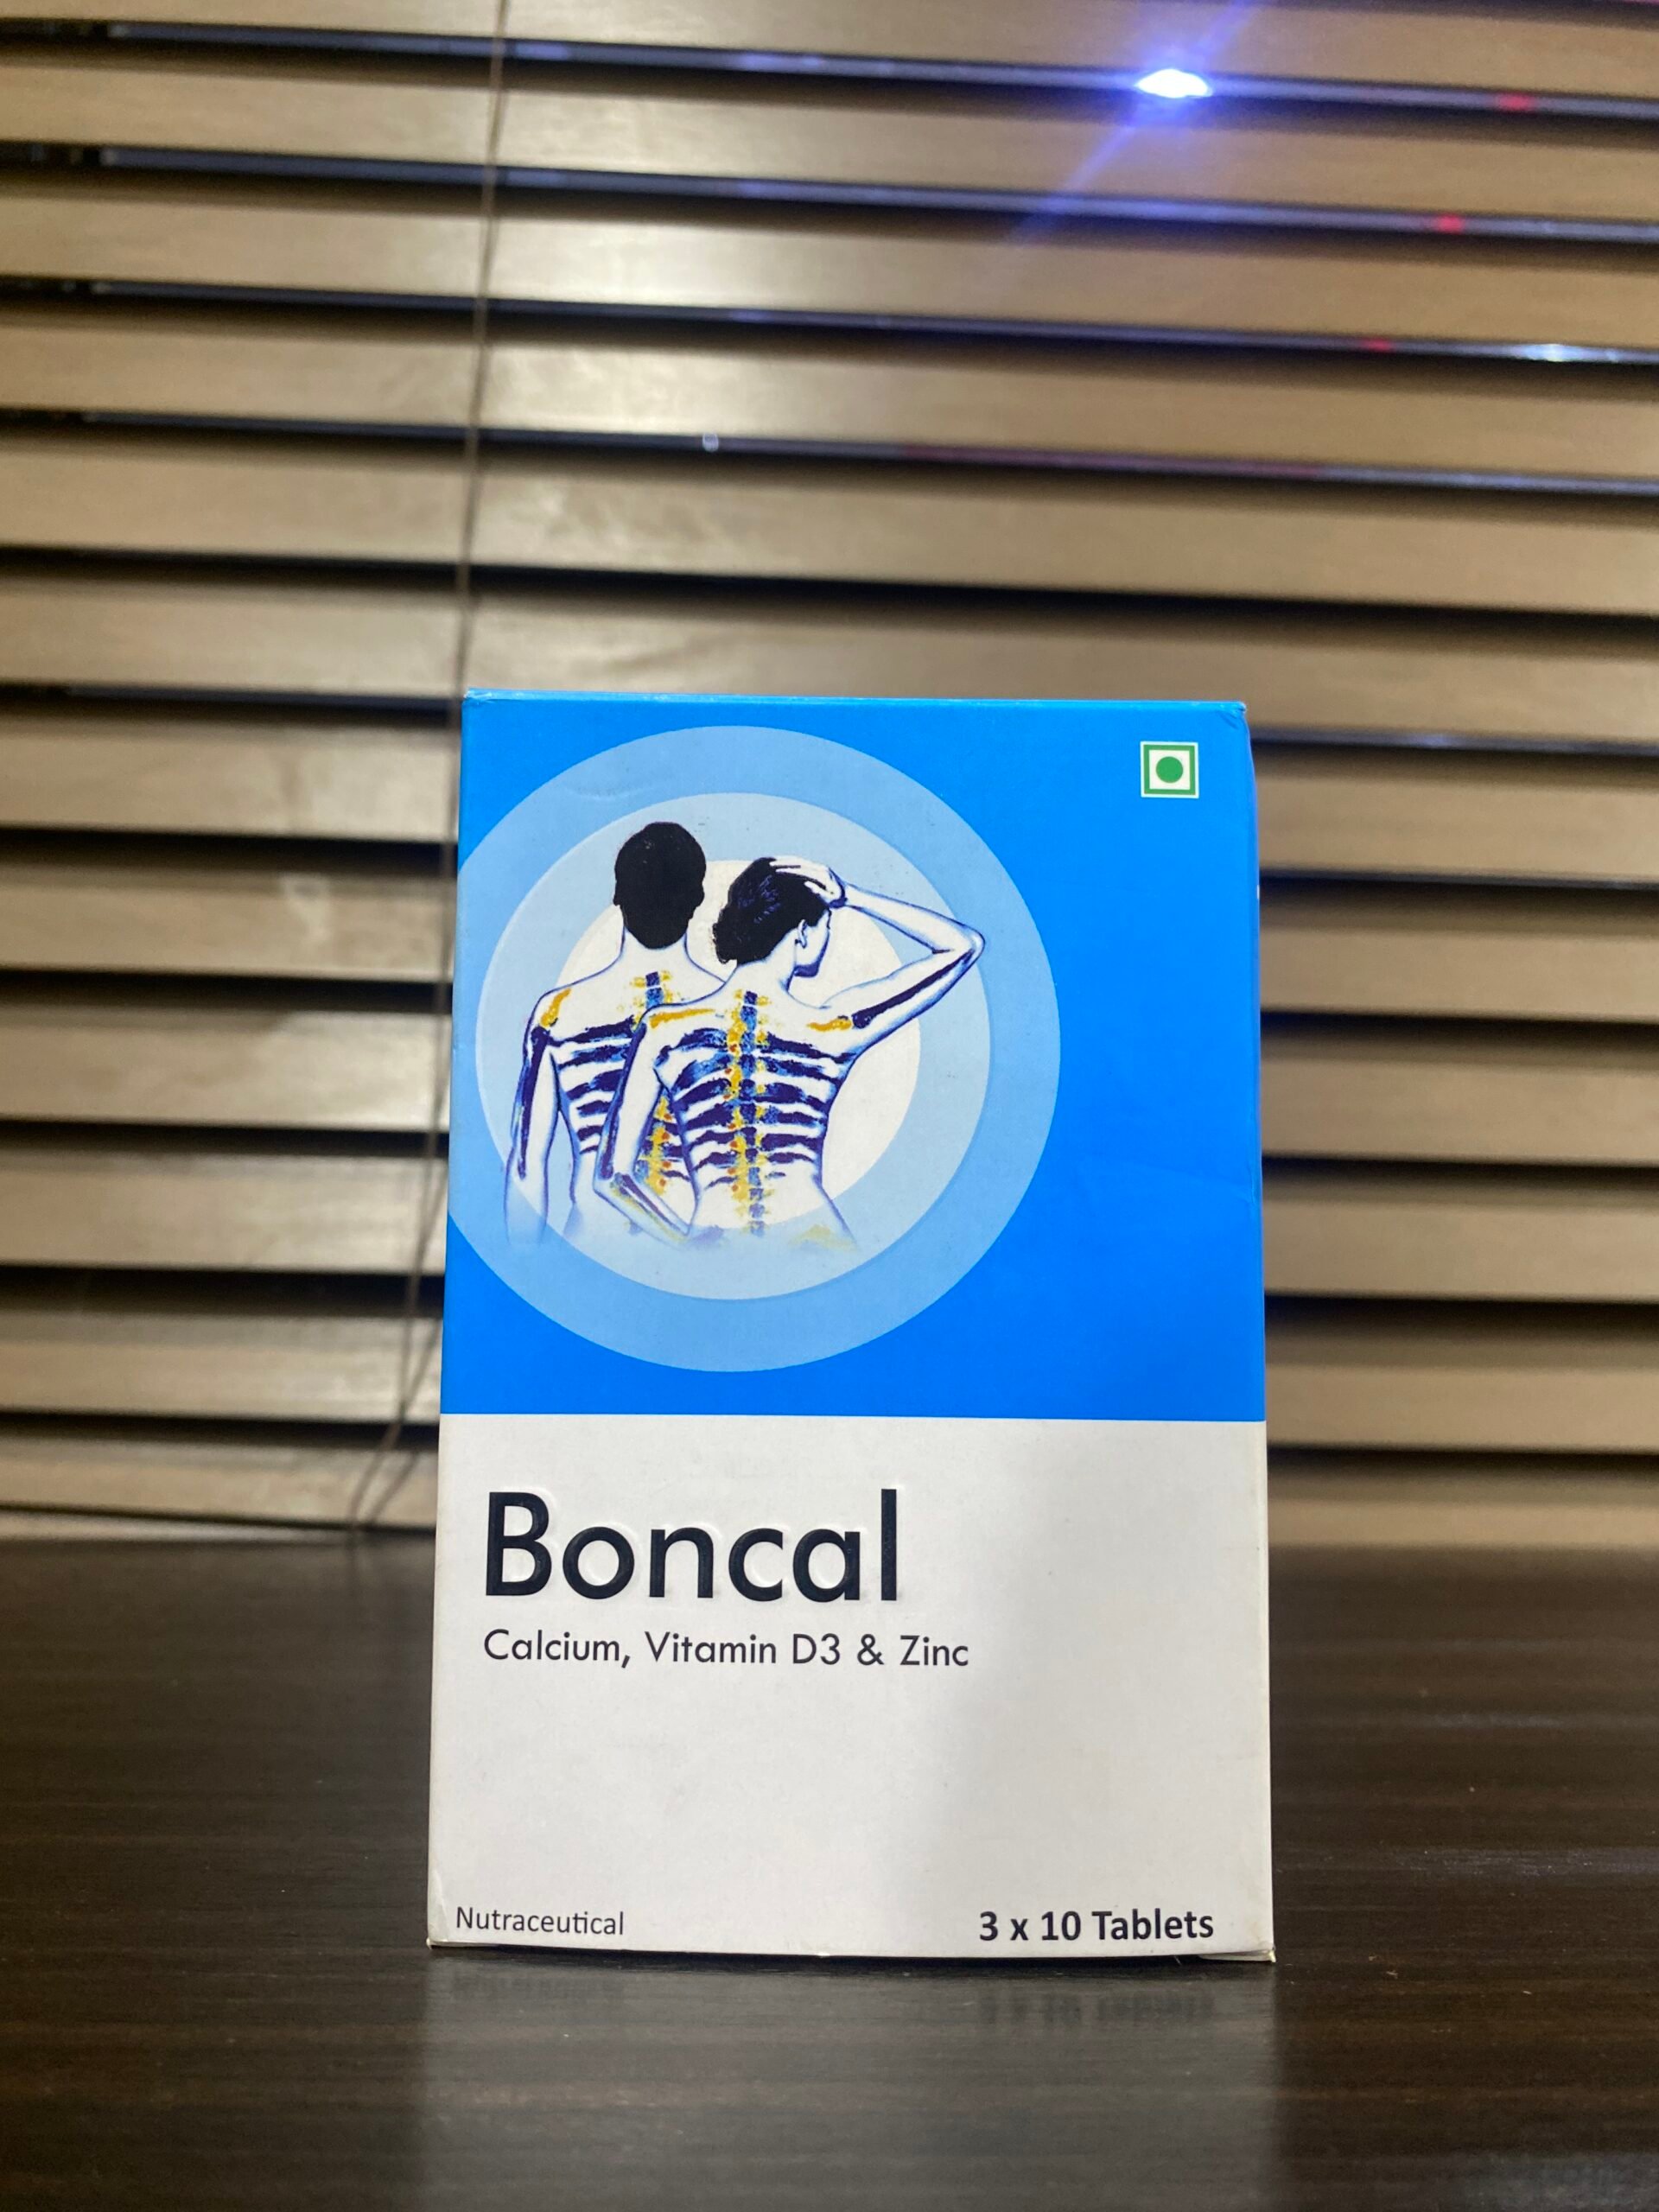 Boncal
Calcium, Vitamin D3 & Zinc
Nutraceutical
3 x 10 Tablets